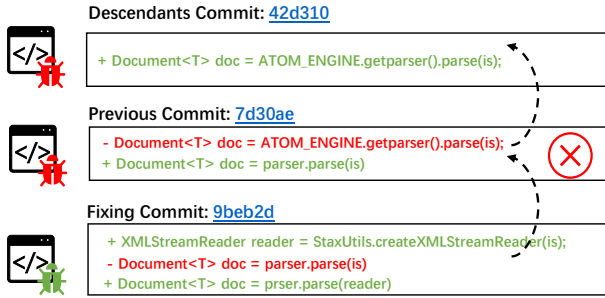 Descendants Commit: 42d310
</>
+ Document<T> doc = ATOM_ENGINE.getparser().parse(is);
Previous Commit: 7d30ae
</>
- Document<T> doc = ATOM_ENGINE.getparser().parse(is);
+ Document<T> doc = parser.parse(is)
Fixing Commit: 9beb2d
</>
+ XMLStreamReader reader = StaxUtils.createXMLStreamReader(is);
- Document<T> doc = parser.parse(is)
+ Document<T> doc = prser.parse(reader)